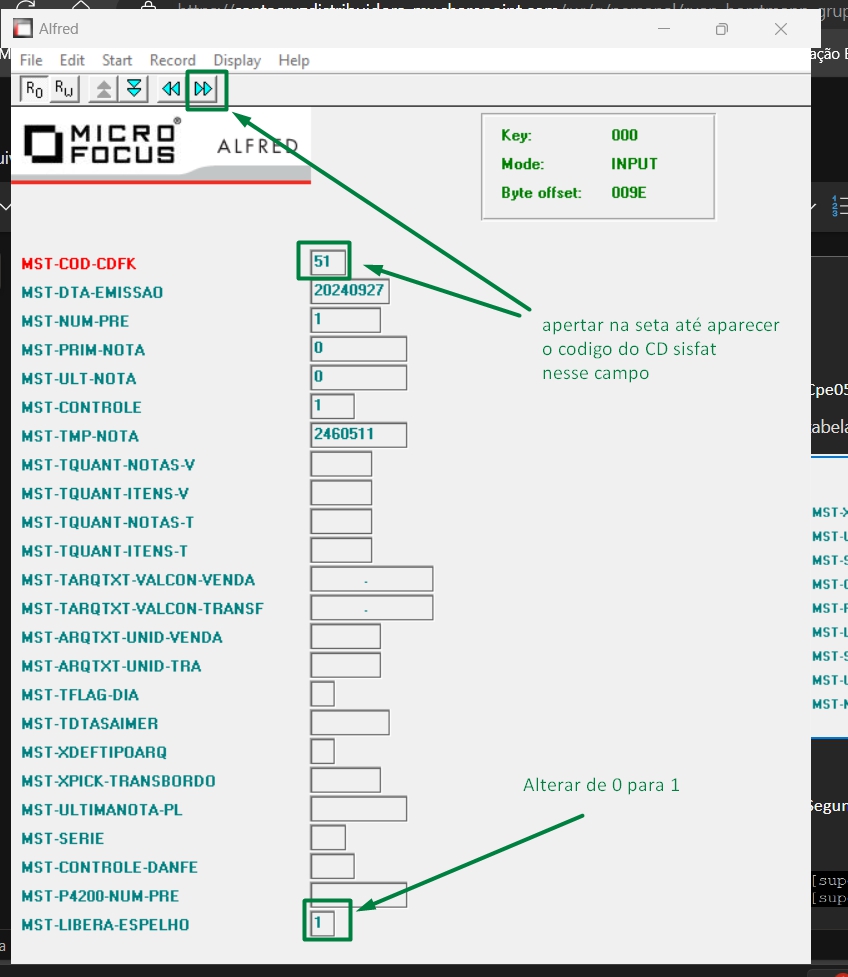 Alfred
File Edit Start Record Display Help
RO RW
MICRO FOCUS®
ALFRED
Key: 000
Mode: INPUT
Byte offset: 009E
MST-COD-CDFK 51
MST-DTA-EMISSAO 20240927
MST-NUM-PRE 1
MST-PRIM-NOTA 0
MST-ULT-NOTA 0
MST-CONTROLE 1
MST-TMP-NOTA 2460511
MST-TQUANT-NOTAS-V
MST-TQUANT-ITENS-V
MST-TQUANT-NOTAS-T
MST-TQUANT-ITENS-T
MST-TARQTXT-VALCON-VENDA .
MST-TARQTXT-VALCON-TRANSF .
MST-ARQTXT-UNID-VENDA
MST-ARQTXT-UNID-TRA
MST-TFLAG-DIA
MST-TDTASAIMER
MST-XDEFTIPOARQ
MST-XPICK-TRANSBORDO
MST-ULTIMANOTA-PL
MST-SERIE
MST-CONTROLE-DANFE
MST-P4200-NUM-PRE
MST-LIBERA-ESPELHO 1
apertar na seta até aparecer
o codigo do CD sisfat
nesse campo
Alterar de 0 para 1